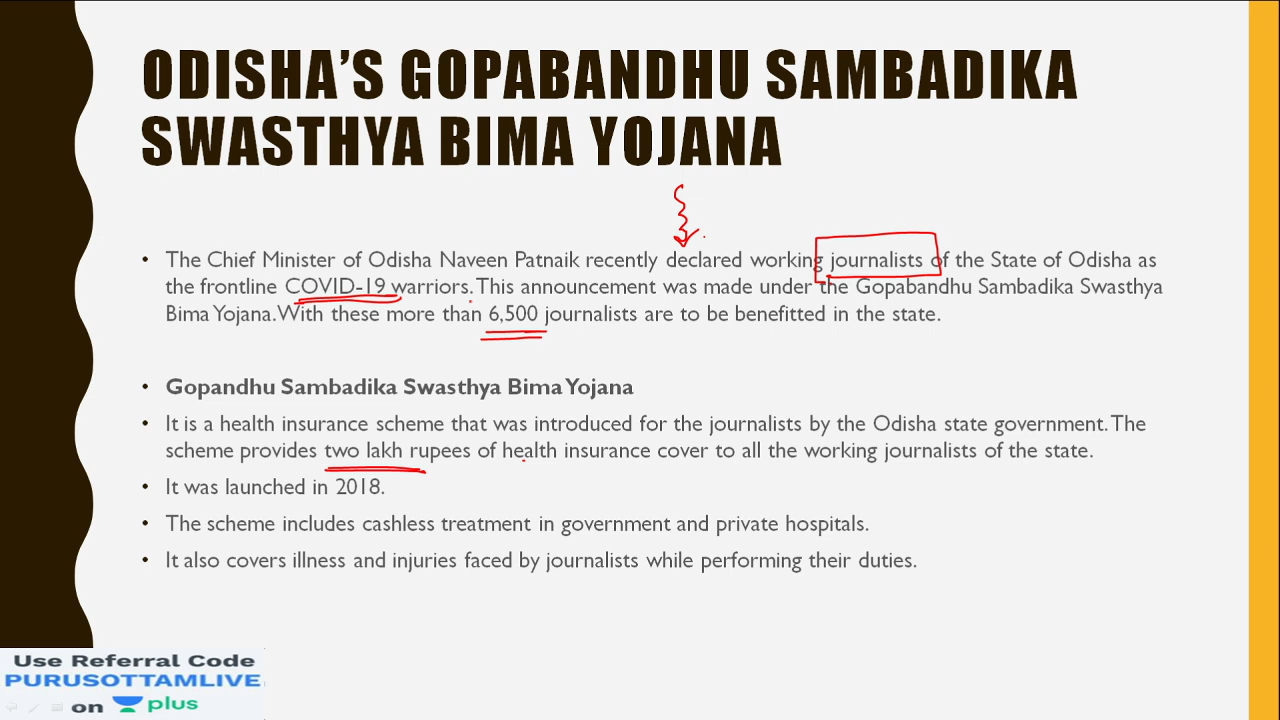 ODISHA'S GOPABANDHU SAMBADIKA
SWASTHYA BIMA YOJANA
• The Chief Minister of Odisha Naveen Patnaik recently declared working journalists of the State of Odisha as
the frontline COVID-19 warriors. This announcement was made under the Gopabandhu Sambadika Swasthya
Bima Yojana. With these more than 6,500 journalists are to be benefitted in the state.
• Gopandhu Sambadika Swasthya Bima Yojana
• It is a health insurance scheme that was introduced for the journalists by the Odisha state government. The
scheme provides two lakh rupees of health insurance cover to all the working journalists of the state.
• It was launched in 2018.
• The scheme includes cashless treatment in government and private hospitals.
• It also covers illness and injuries faced by journalists while performing their duties.
Use Referral Code
PURUSOTTAMLIVE
on plus